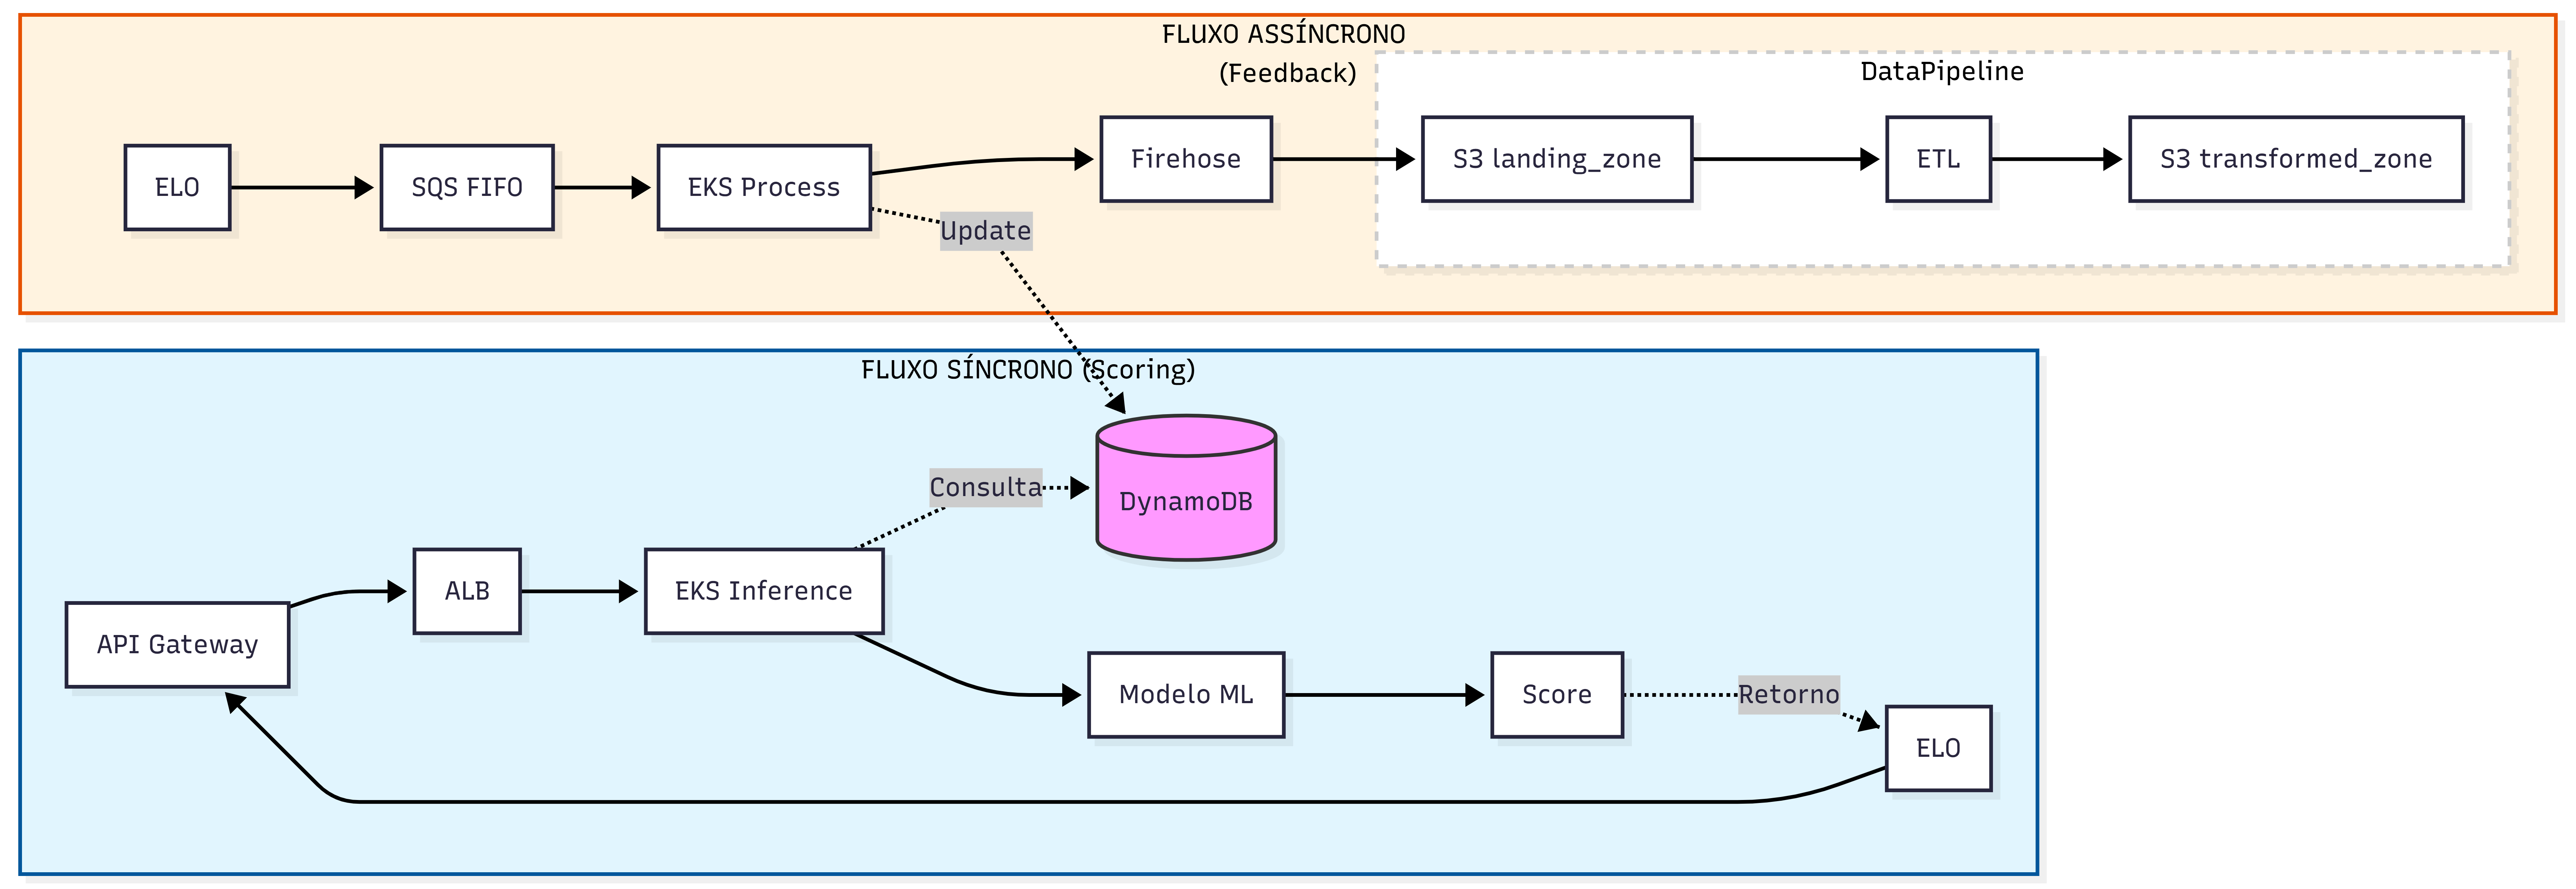 FLUXO ASSÍNCRONO
(Feedback)
DataPipeline
ELO
SQS FIFO
EKS Process
Firehose
S3 landing_zone
ETL
S3 transformed_zone
Update
FLUXO SÍNCRONO (Scoring)
Consulta
DynamoDB
API Gateway
ALB
EKS Inference
Modelo ML
Score
Retorno
ELO